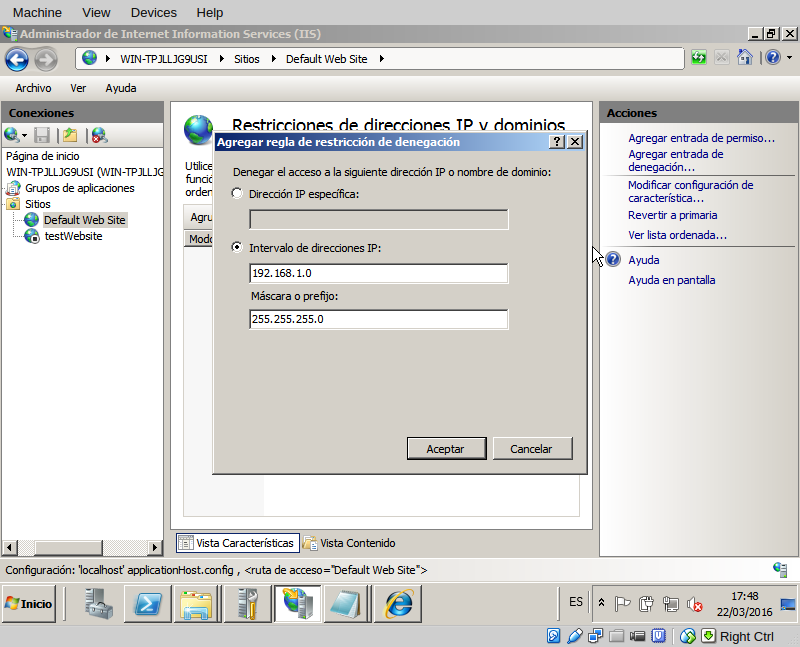 Machine View Devices Help
Administrador de Internet Information Services (IIS)
WIN-TPJLLJG9USI Sitios Default Web Site
Archivo Ver Ayuda
Conexiones
Página de inicio
WIN-TPJLLJG9USI (WIN-TPJLLJG
Grupos de aplicaciones
Sitios
Default Web Site
testWebsite
Restricciones de direcciones IP y dominios
Utilice
funció
orden
Agru
Modo
Agregar regla de restricción de denegación
Denegar el acceso a la siguiente dirección IP o nombre de dominio:
Dirección IP específica:
Intervalo de direcciones IP:
192.168.1.0
Máscara o prefijo:
255.255.255.0
Aceptar Cancelar
Vista Características Vista Contenido
Acciones
Agregar entrada de permiso...
Agregar entrada de
denegación...
Modificar configuración de
característica...
Revertir a primaria
Ver lista ordenada...
Ayuda
Ayuda en pantalla
Configuración: 'localhost' applicationHost.config , <ruta de acceso="Default Web Site">
Inicio
ES
17:48
22/03/2016
Right Ctrl